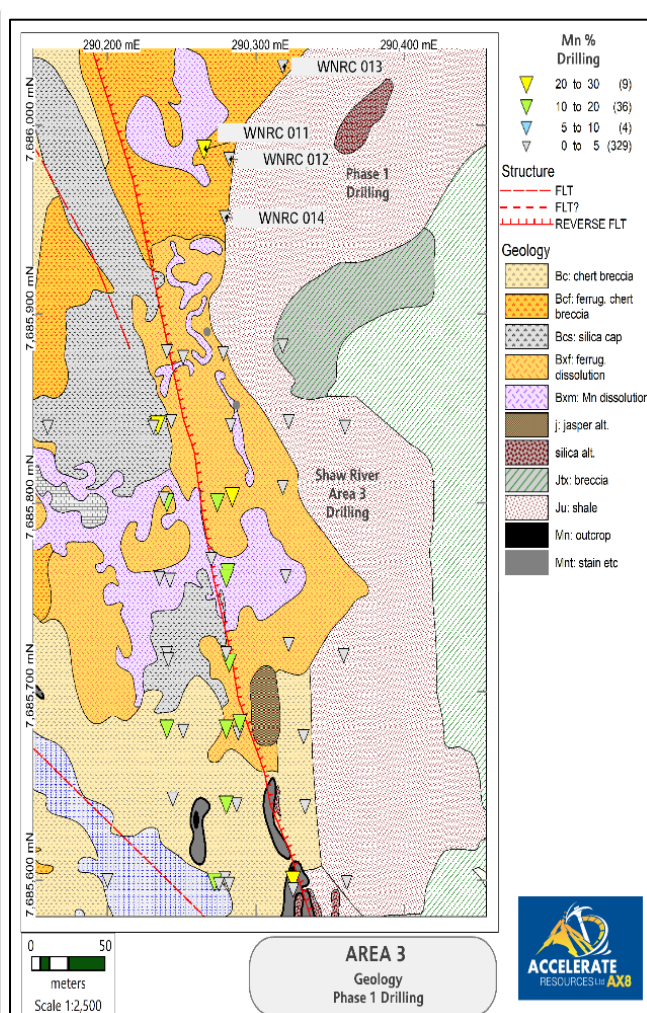 290,200 mE 290,300 mE 290,400 mE
7,686,000 mN
7,685,900 mN
7,685,800 mN
7,685,700 mN
7,685,600 mN
WNRC 013
WNRC 011
WNRC 012
Phase 1
Drilling
WNRC 014
Shaw River
Area 3
Drilling
Mn %
Drilling
20 to 30 (9)
10 to 20 (36)
5 to 10 (4)
0 to 5 (329)
Structure
FLT
FLT?
REVERSE FLT
Geology
Bc: chert breccia
Bcf: ferrug. chert
breccia
Bcs: silica cap
Bxf: ferrug.
dissolution
Bxm: Mn dissolution
j: jasper alt.
silica alt.
Jtx: breccia
Ju: shale
Mn: outcrop
Mnt: stain etc
0 50
meters
Scale 1:2,500
AREA 3
Geology
Phase 1 Drilling
ACCELERATE
RESOURCES Ltd AX8